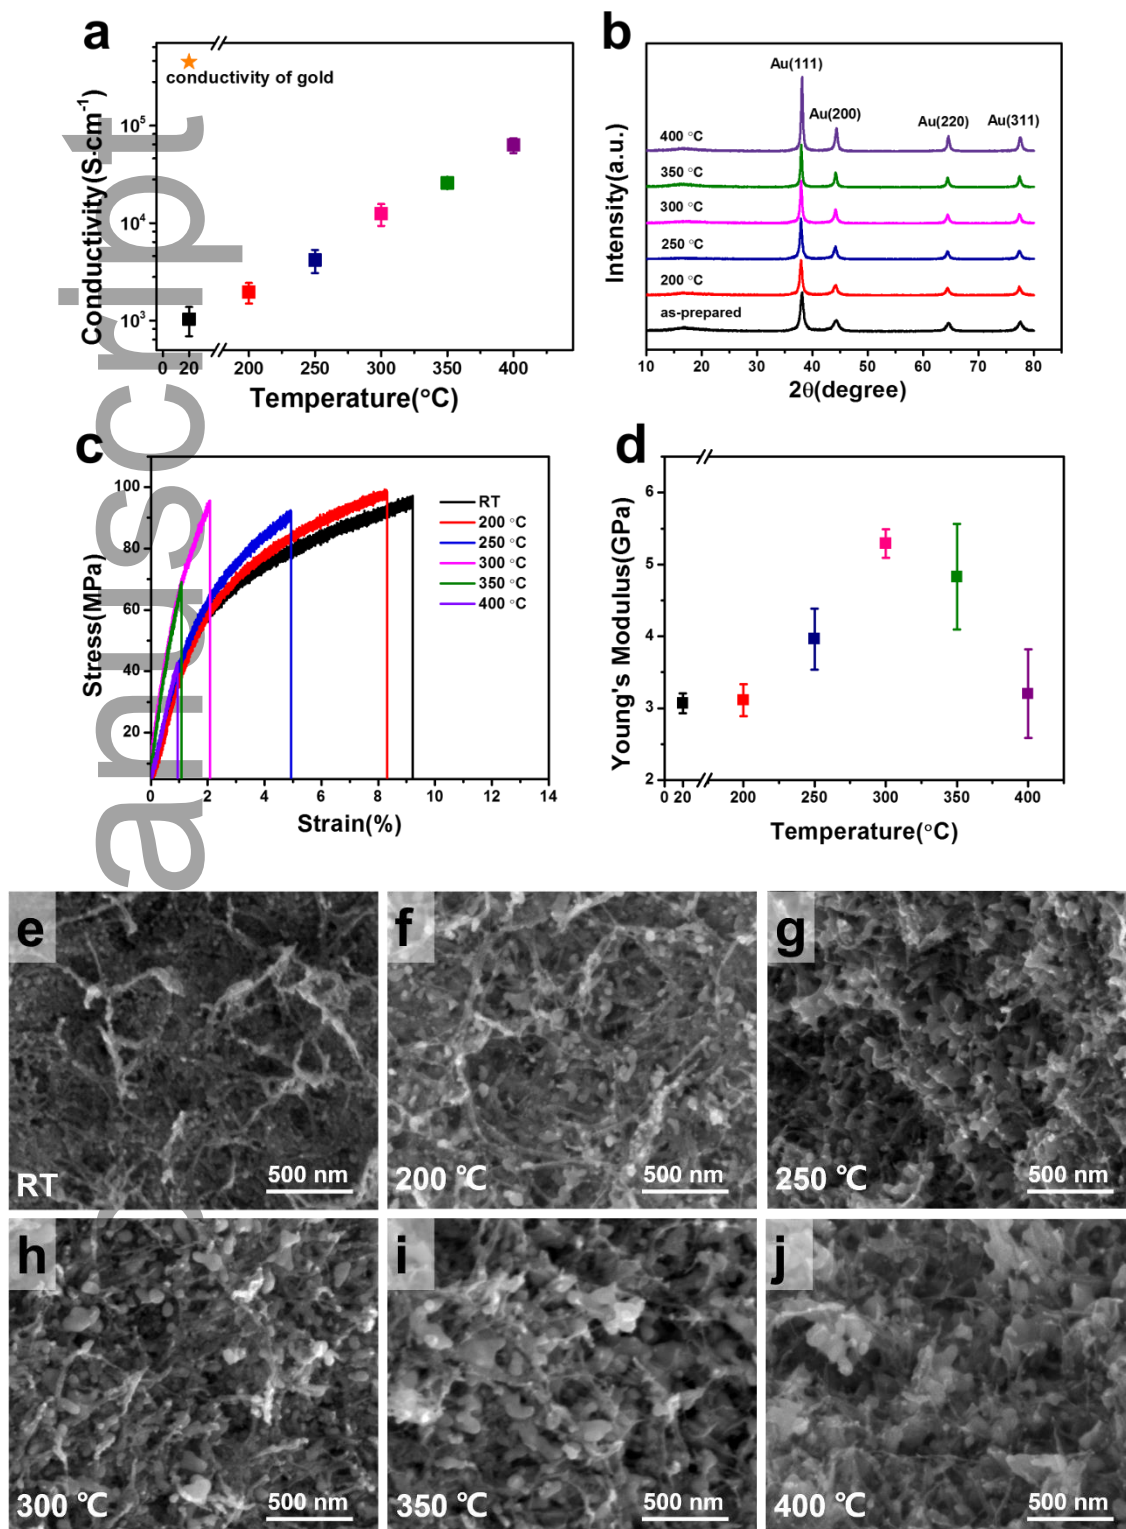 a
conductivity of gold
10⁵
10⁴
10³
Conductivity(S·cm⁻¹)
0 20 200 250 300 350 400
Temperature(°C)
b
Au(111)
Au(200)
Au(220)
Au(311)
400 °C
350 °C
300 °C
250 °C
200 °C
as-prepared
Intensity(a.u.)
10 20 30 40 50 60 70 80
2θ(degree)
c
100
80
60
40
20
Stress(MPa)
RT
200 °C
250 °C
300 °C
350 °C
400 °C
0 2 4 6 8 10 12 14
Strain(%)
d
6
5
4
3
2
Young's Modulus(GPa)
0 20 200 250 300 350 400
Temperature(°C)
e
RT
500 nm
f
200 ℃
500 nm
g
250 ℃
500 nm
h
300 ℃
500 nm
i
350 ℃
500 nm
j
400 ℃
500 nm
anuscript